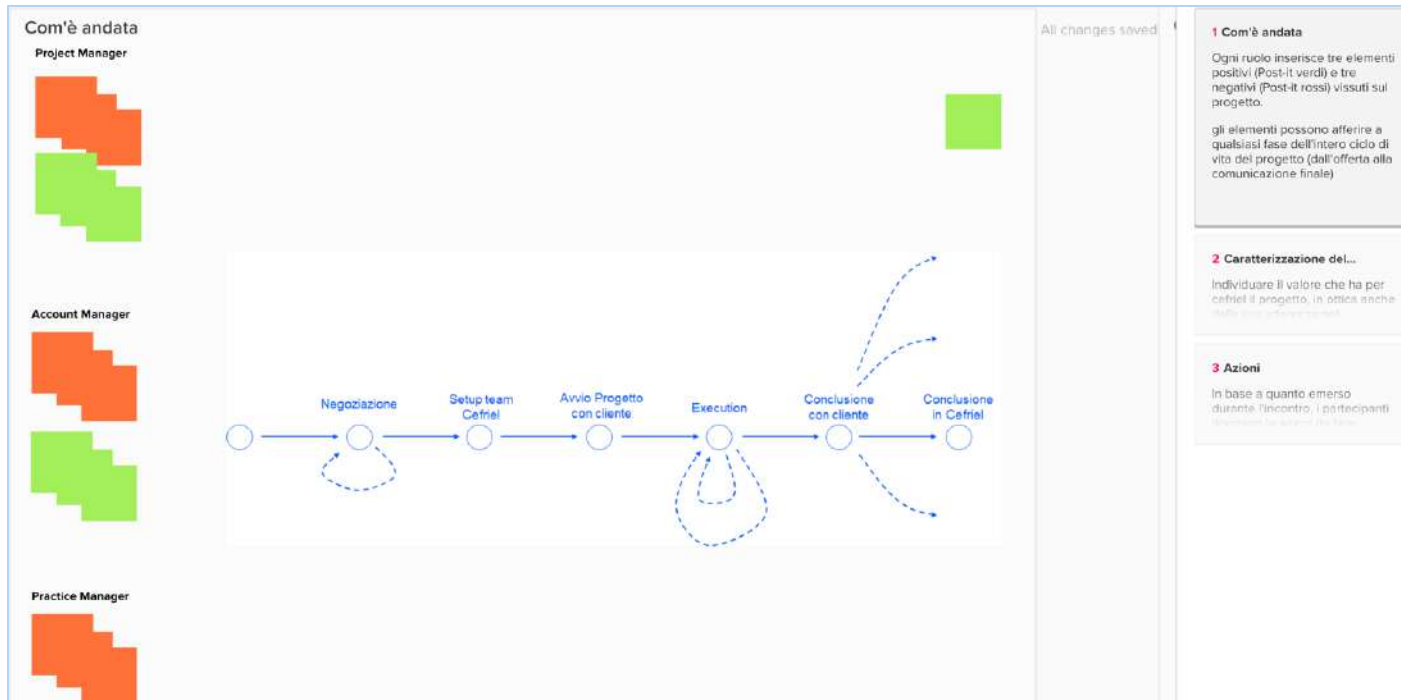 Com'è andata
All changes saved
Project Manager
Account Manager
Practice Manager
Negoziazione
Setup team
Cefriel
Avvio Progetto
con cliente
Execution
Conclusione
con cliente
Conclusione
in Cefriel
1 Com'è andata
Ogni ruolo inserisce tre elementi
positivi (Post-it verdi) e tre
negativi (Post-it rossi) vissuti sul
progetto.
gli elementi possono afferire a
qualsiasi fase dell'intero ciclo di
vita del progetto (dall'offerta alla
comunicazione finale)
2 Caratterizzazione del...
Individuare il valore che ha per
cefriel il progetto, in ottica anche
3 Azioni
In base a quanto emerso
durante l'incontro, i partecipanti